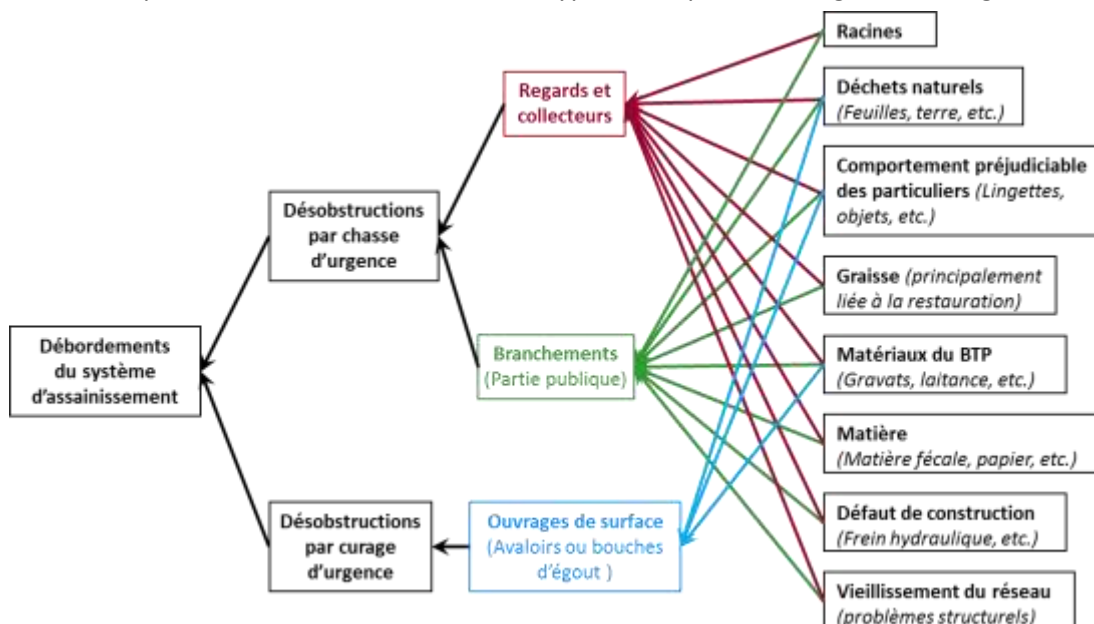 Racines
Regards et
collecteurs
Déchets naturels
(Feuilles, terre, etc.)
Comportement préjudiciable
des particuliers (Lingettes,
objets, etc.)
Désobstructions
par chasse
d'urgence
Graisse (principalement
liée à la restauration)
Débordements
du système
d'assainissement
Branchements
(Partie publique)
Matériaux du BTP
(Gravats, laitance, etc.)
Matière
(Matière fécale, papier, etc.)
Désobstructions
par curage
d'urgence
Ouvrages de surface
(Avaloirs ou bouches
d'égout )
Défaut de construction
(Frein hydraulique, etc.)
Vieillissement du réseau
(problèmes structurels)